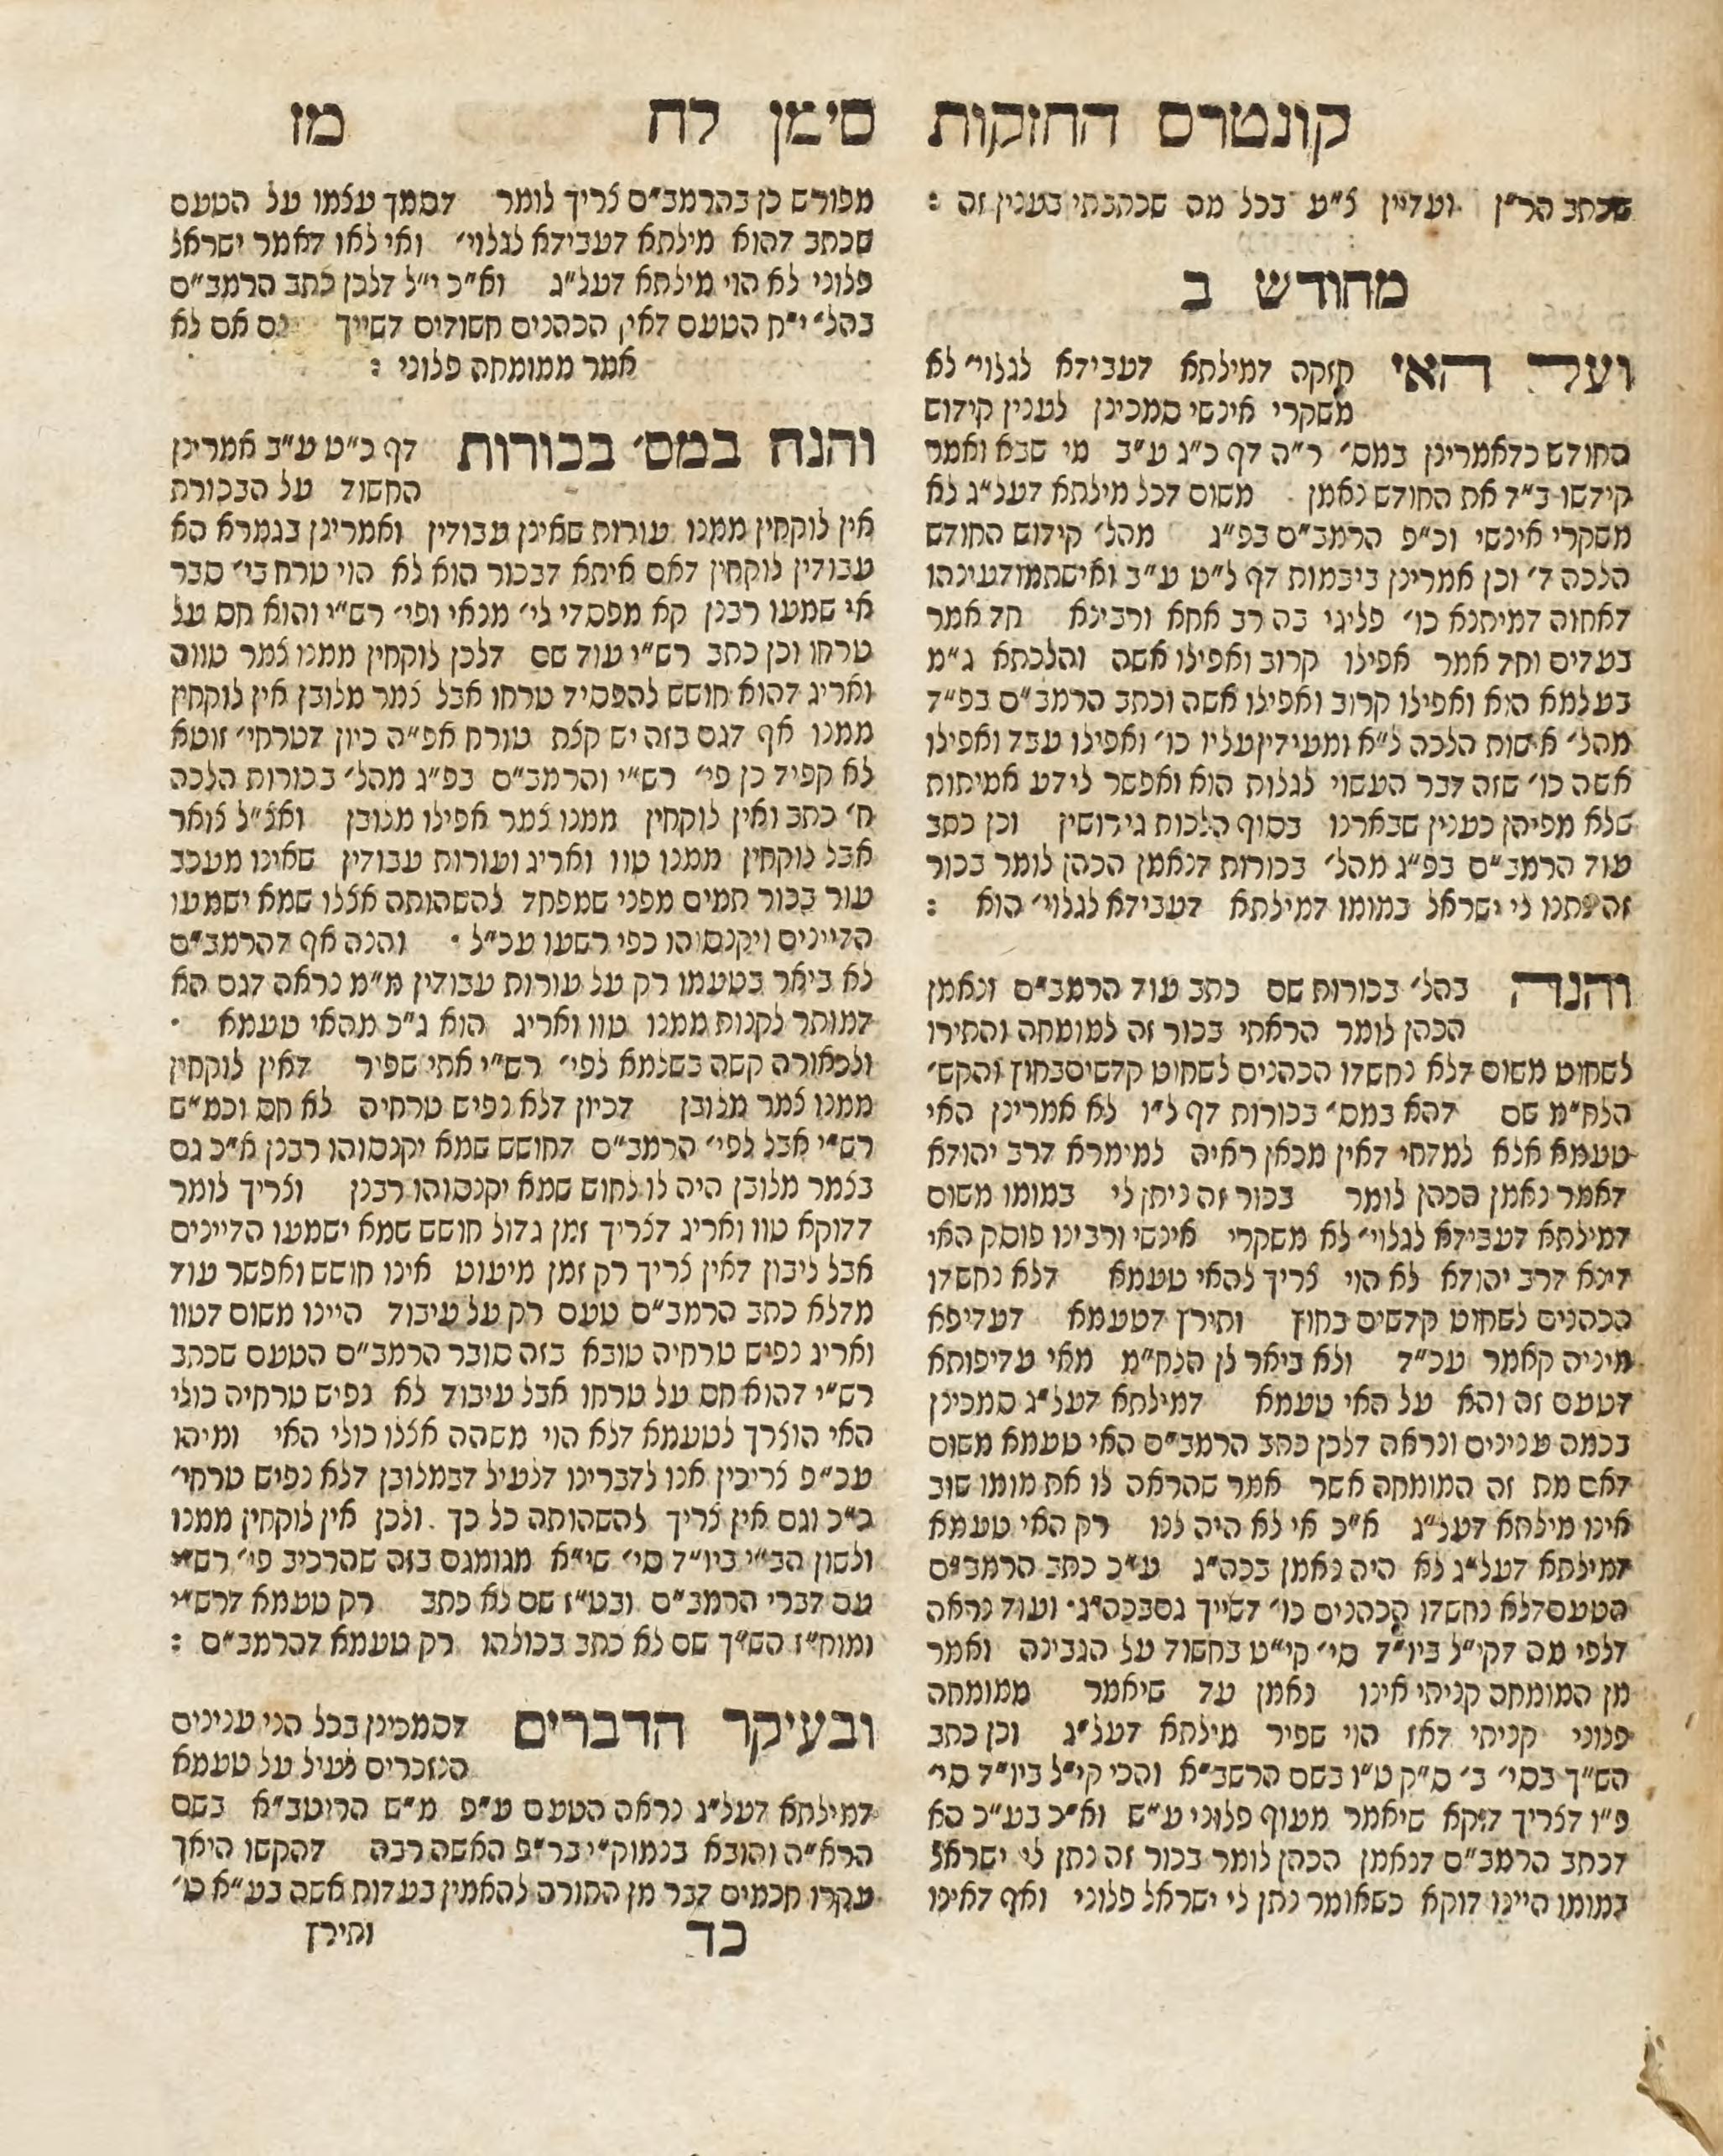 קונטרס החזקות סימן לח מז
שכתב הר״ן ועדיין צ״ע בכל מה שכתבתי בענין זה :
מחודש ב
ועל האי חזקה דמילתא דעבידא לגלוי׳ לא
משקרי אינשי סמכינן לענין קידוש
החודש כדאמרינן במס׳ ר״ה דף כ״ג ע״ב מי שבא ואמר
קידשו ב״ד את החודש נאמן משום דכל מילתא דעל״ג לא
משקרי אינשי וכ״פ הרמב״ם בפ״ג מהל׳ קידוש החודש
הלכה ד׳ וכן אמרינן ביבמות דף ל״ט ע״ב ואישתמודעינהו
דאחוה דמיתנא כו׳ פליגי בה רב אחא ורבינא חד אמר
בעדים וחד אמר אפילו קרוב ואפילו אשה והלכתא ג״מ
בעלמא הוא ואפילו קרוב ואפילו אשה וכתב הרמב״ם בפ״ד
מהל׳ אישות הלכה ל״א ומעידין עליו כו׳ ואפילו עבד ואפילו
אשה כו׳ שזה דבר העשוי לגלות הוא ואפשר לידע אמיתות
שלא מפיהן כענין שבארנו בסוף הלכות גירושין וכן כתב
עוד הרמב״ם בפ״ג מהל׳ בכורות דנאמן הכהן לומר בכור
זה נתנו לי ישראל במומו דמילתא דעבידא לגלוי׳ הוא :
והנה בהל׳ בכורות שם כתב עוד הרמב״ם ונאמן
הכהן לומר הראתי בכור זה למומחה והתירו
לשחוט משום דלא נחשדו הכהנים לשחוט קדשים בחוץ והקש׳
הלח״מ שם דהא במס׳ בכורות דף ל״ו לא אמרינן האי
טעמא אלא למדחי דאין מכאן ראיה למימרא דרב יהודא
דאמר נאמן הכהן לומר בכור זה ניתן לי במומו משום
דמילתא דעבידא לגלוי׳ לא משקרי אינשי ורבינו פוסק האי
דינא דרב יהודא לא הוי צריך להאי טעמא דלא נחשדו
הכהנים לשחוט קדשים בחוץ ותירץ דטעמא דעדיפא
מיניה קאמר עכ״ד ולא ביאר לן הלח״מ מאי עדיפותא
דטעם זה והא על האי טעמא דמילתא דעל״ג סמכינן
בכמה ענינים ונראה דלכן כתב הרמב״ם האי טעמא משום
דאם מת זה המומחה אשר אמר שהראה לו את מומו שוב
אינו מילתא דעל״ג א״כ אי לא היה לנו רק האי טעמא
דמילתא דעל״ג לא היה נאמן בכה״ג ע״כ כתב הרמב״ם
הטעם דלא נחשדו הכהנים כו׳ דשייך גם בכה״ג ועוד נראה
דלפי מה דקי״ל ביו״ד סי׳ קי״ט בחשוד על הגבינה ואמר
מן המומחה קניתי אינו נאמן עד שיאמר ממומחה
פלוני קניתי דאז הוי שפיר מילתא דעל״ג וכן כתב
הש״ך בסי׳ ב׳ ס״ק ט״ו בשם הרשב״א והכי קי״ל ביו״ד סי׳
פ״ו דצריך דוקא שיאמר מעוף פלוני ע״ש וא״כ בע״כ הא
דכתב הרמב״ם דנאמן הכהן לומר בכור זה נתן לי ישראל
במומו היינו דוקא כשאומר נתן לי ישראל פלוני ואף דאינו
מפורש כן בהרמב״ם צריך לומר דסמך עצמו על הטעם
שכתב דהוא מילתא דעבידא לגלוי׳ ואי לאו דאמר ישראל
פלוני לא הוי מילתא דעל״ג וא״כ י״ל דלכן כתב הרמב״ם
בהל׳ י״ח הטעם דאין הכהנים חשודים דשייך גם אם לא
אמר ממומחה פלוני :
והנה במס׳ בכורות דף כ״ט ע״ב אמרינן
החשוד על הבכורת
אין לוקחין ממנו עורות שאינן עבודין ואמרינן בגמרא הא
עבודין לוקחין דאם איתא דבכור הוא לא הוי טרח בי׳ סבר
אי שמעו רבנן קא מפסדי לי׳ מנאי ופי׳ רש״י והוא חס על
טרחו וכן כתב רש״י עוד שם דלכן לוקחין ממנו צמר טווה
ואריג דהוא חושש להפסיד טרחו אבל צמר מלובן אין לוקחין
ממנו אף דגם בזה יש קצת טורח אפ״ה כיון דטרחי׳ זוטא
לא קפיד כן פי׳ רש״י והרמב״ם בפ״ג מהל׳ בכורות הלכה
ח׳ כתב ואין לוקחין ממנו צמר אפילו מלובן ואצ״ל צואר
אבל לוקחין ממנו טוו ואריג ועורות עבודין שאינו מעכב
עור בכור תמים מפני שמפחד להשהותה אצלו שמא ישמעו
הדיינים ויקנסוהו כפי רשעו עכ״ל • והנה אף דהרמב״ם
לא ביאר בטעמו רק על עורות עבודין מ״מ נראה דגם הא
דמותר לקנות ממנו טוו ואריג הוא ג״כ מהאי טעמא •
ולכאורה קשה בשלמא לפי׳ רש״י אתי שפיר דאין לוקחין
ממנו צמר מלובן דכיון דלא נפיש טרחיה לא חס וכמ״ש
רש״י אבל לפי׳ הרמב״ם דחושש שמא יקנסוהו רבנן א״כ גם
בצמר מלובן היה לו לחוש שמא יקנסוהו רבנן וצריך לומר
דדוקא טוו ואריג דצריך זמן גדול חושש שמא ישמעו הדיינים
אבל ליבון דאין צריך רק זמן מיעוט אינו חושש ואפשר עוד
מדלא כתב הרמב״ם טעם רק על עיבוד היינו משום דטוו
ואריג נפיש טרחיה טובא בזה סובר הרמב״ם הטעם שכתב
רש״י דהוא חס על טרחו אבל עיבוד לא נפיש טרחיה כולי
האי הוצרך לטעמא דלא הוי משהה אצלו כולי האי ומיהו
עכ״פ צריכין אנו לדברינו דלעיל דבמלובן דלא נפיש טרחי׳
כ״כ וגם אין צריך להשהותה כל כך . ולכן אין לוקחין ממנו
ולשון הב״י ביו״ד סי׳ שי״א מגומגם בזה שהרכיב פי׳ רש״י
עם דברי הרמב״ם ובט״ז שם לא כתב רק טעמא דרש״י
ומוח״ז הש״ך שם לא כתב בכולהו רק טעמא דהרמב״ם :
ובעיקר הדברים דסמכינן בכל הני ענינים
הנזכרים לעיל על טעמא
דמילתא דעל״ג נראה הטעם ע״פ מ״ש הריטב״א בשם
הרא״ה והובא בנמוק״י בר״פ האשה רבה דהקשו היאך
עקרו חכמים דבר מן התורה להאמין בעדות אשה בע״א כו׳
כד ותירץ